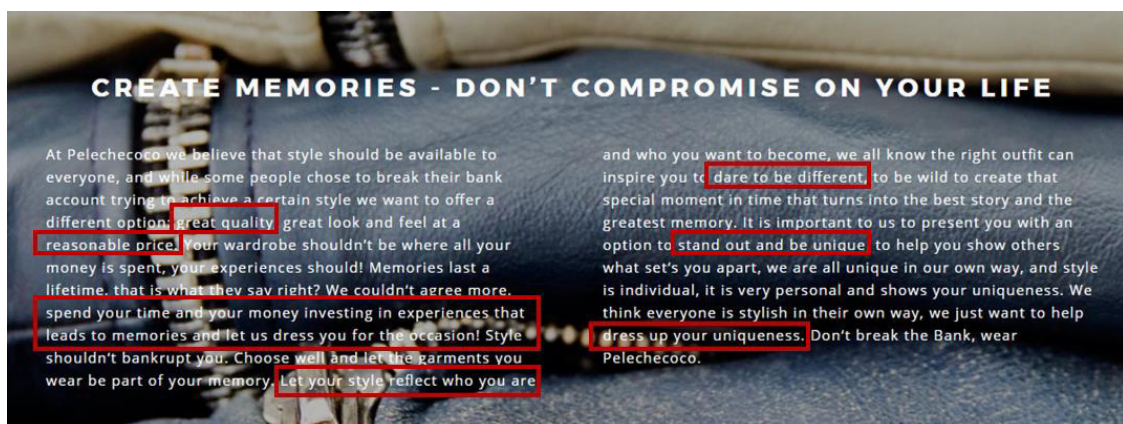 CREATE MEMORIES - DON'T COMPROMISE ON YOUR LIFE
At Pelechecoco we believe that style should be available to
everyone, and while some people chose to break their bank
account trying to achieve a certain style we want to offer a
different option: great quality, great look and feel at a
reasonable price. Your wardrobe shouldn't be where all your
money is spent, your experiences should! Memories last a
lifetime, that is what they say right? We couldn't agree more,
spend your time and your money investing in experiences that
leads to memories and let us dress you for the occasion! Style
shouldn't bankrupt you. Choose well and let the garments you
wear be part of your memory. Let your style reflect who you are
and who you want to become, we all know the right outfit can
inspire you to dare to be different, to be wild to create that
special moment in time that turns into the best story and the
greatest memory. It is important to us to present you with an
option to stand out and be unique, to help you show others
what set's you apart, we are all unique in our own way, and style
is individual, it is very personal and shows your uniqueness. We
think everyone is stylish in their own way, we just want to help
dress up your uniqueness. Don't break the Bank, wear
Pelechecoco.